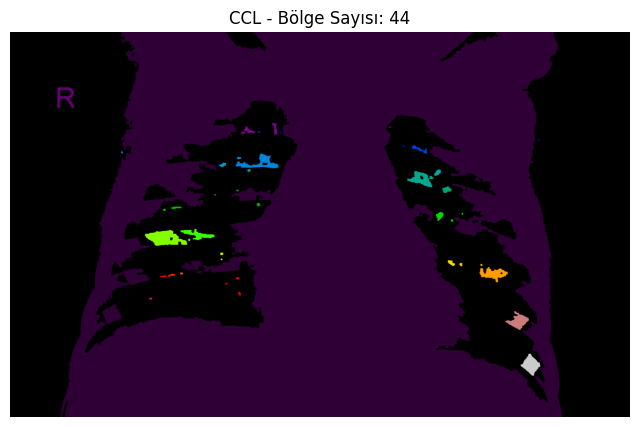 CCL - Bölge Sayısı: 44
R